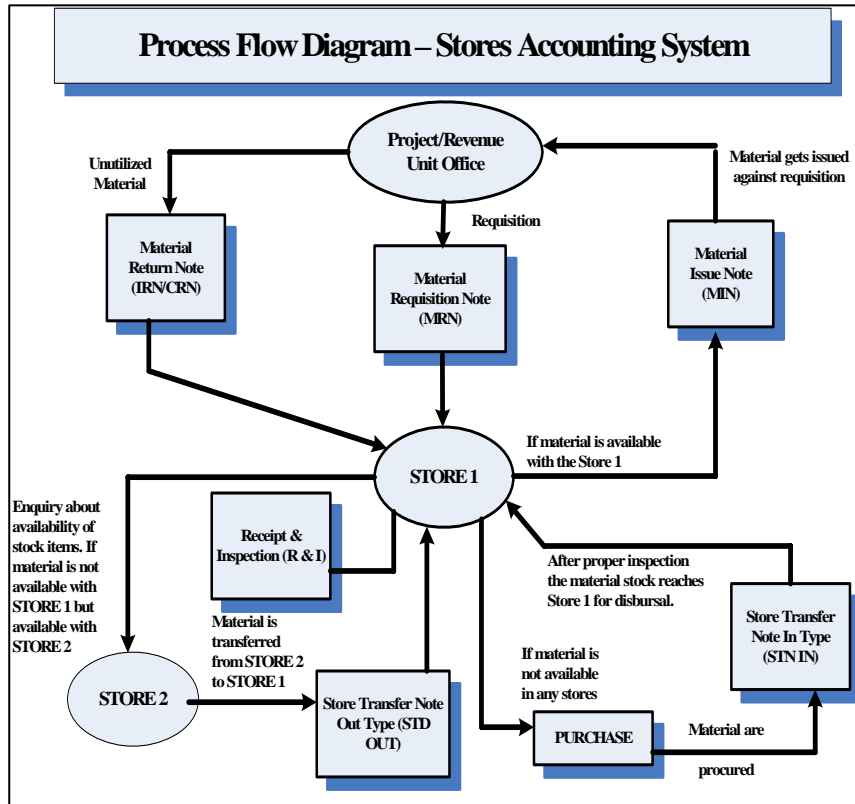 Process Flow Diagram – Stores Accounting System
Project/Revenue
Unit Office
Unutilized
Material
Material gets issued
against requisition
Requisition
Material
Return Note
(IRN/CRN)
Material
Requisition Note
(MRN)
Material
Issue Note
(MIN)
STORE 1
If material is available
with the Store 1
Enquiry about
availability of
stock items. If
material is not
available with
STORE 1 but
available with
STORE 2
Receipt &
Inspection (R & I)
After proper inspection
the material stock reaches
Store 1 for disbursal.
Store Transfer
Note In Type
(STN IN)
Material is
transferred
from STORE 2
to STORE 1
STORE 2
Store Transfer Note
Out Type (STD
OUT)
If material is
not available
in any stores
PURCHASE
Material are
procured